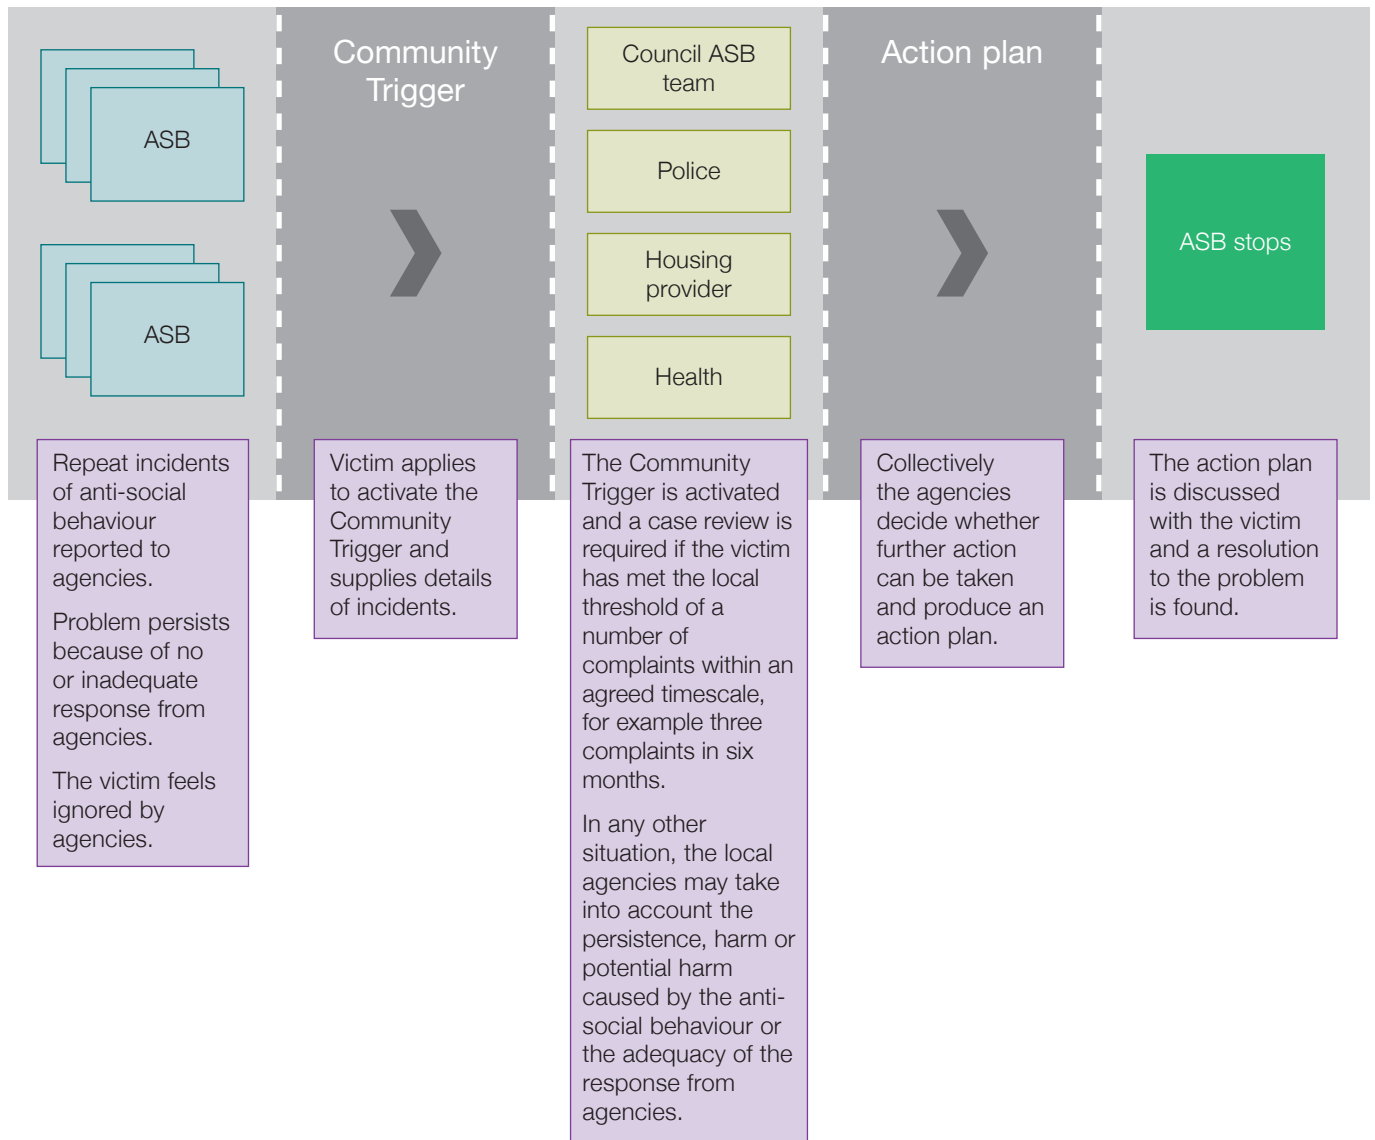 ASB
ASB
Community
Trigger
Council ASB
team
Police
Housing
provider
Health
Action plan
ASB stops
Repeat incidents
of anti-social
behaviour
reported to
agencies.
Problem persists
because of no
or inadequate
response from
agencies.
The victim feels
ignored by
agencies.
Victim applies
to activate the
Community
Trigger and
supplies details
of incidents.
The Community
Trigger is activated
and a case review is
required if the victim
has met the local
threshold of a
number of
complaints within an
agreed timescale,
for example three
complaints in six
months.
In any other
situation, the local
agencies may take
into account the
persistence, harm or
potential harm
caused by the anti-
social behaviour or
the adequacy of the
response from
agencies.
Collectively
the agencies
decide whether
further action
can be taken
and produce an
action plan.
The action plan
is discussed
with the victim
and a resolution
to the problem
is found.